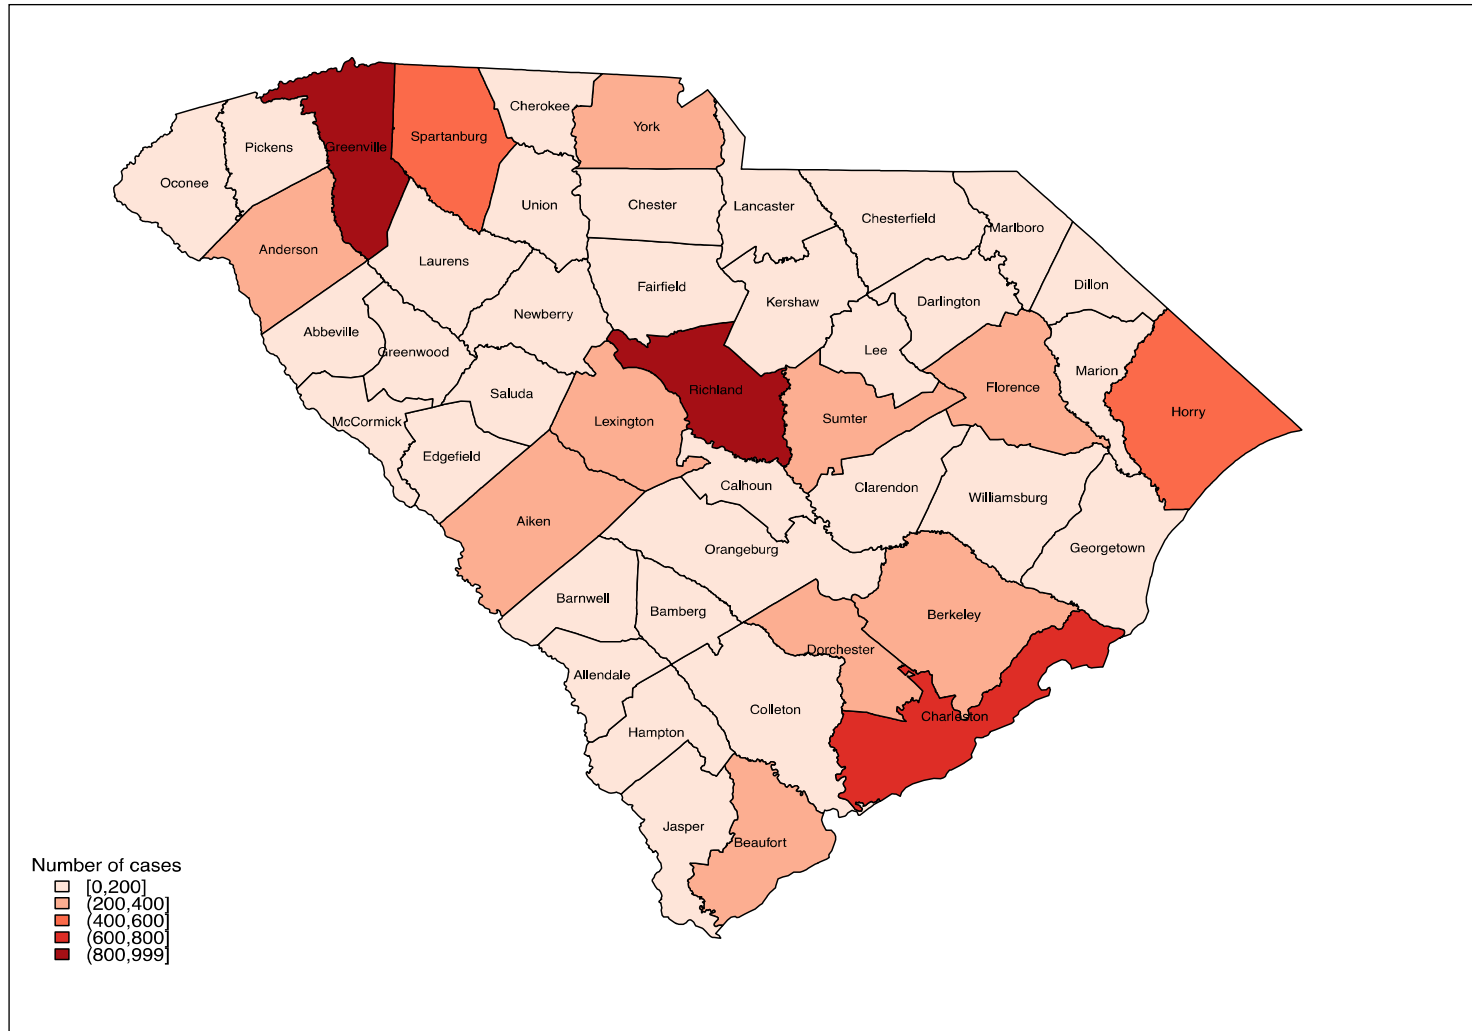 Cherokee
York
Spartanburg
Greenville
Pickens
Oconee
Union
Chester
Lancaster
Chesterfield
Marlboro
Anderson
Laurens
Dillon
Fairfield
Kershaw
Darlington
Newberry
Abbeville
Greenwood
Lee
Marion
Richland
Florence
Saluda
Horry
McCormick
Lexington
Sumter
Edgefield
Calhoun
Clarendon
Williamsburg
Aiken
Orangeburg
Georgetown
Barnwell
Bamberg
Berkeley
Dorchester
Allendale
Colleton
Charleston
Hampton
Jasper
Beaufort
Number of cases
[0,200]
(200,400]
(400,600]
(600,800]
(800,999]